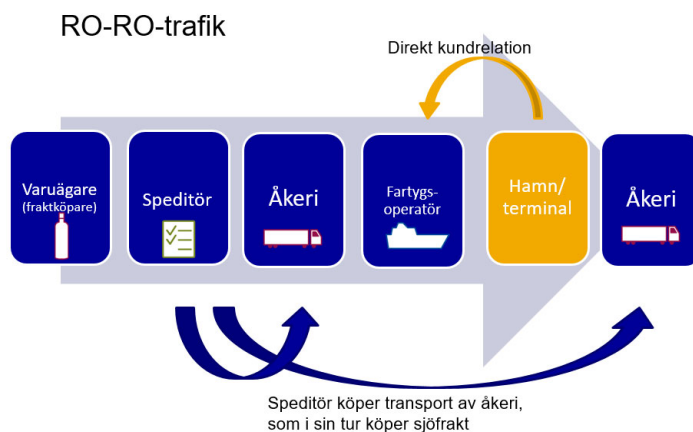 RO-RO-trafik
Direkt kundrelation
Varuägare
(fraktköpare)
Speditör
Åkeri
Fartygs-
operatör
Hamn/
terminal
Åkeri
Speditör köper transport av åkeri,
som i sin tur köper sjöfrakt